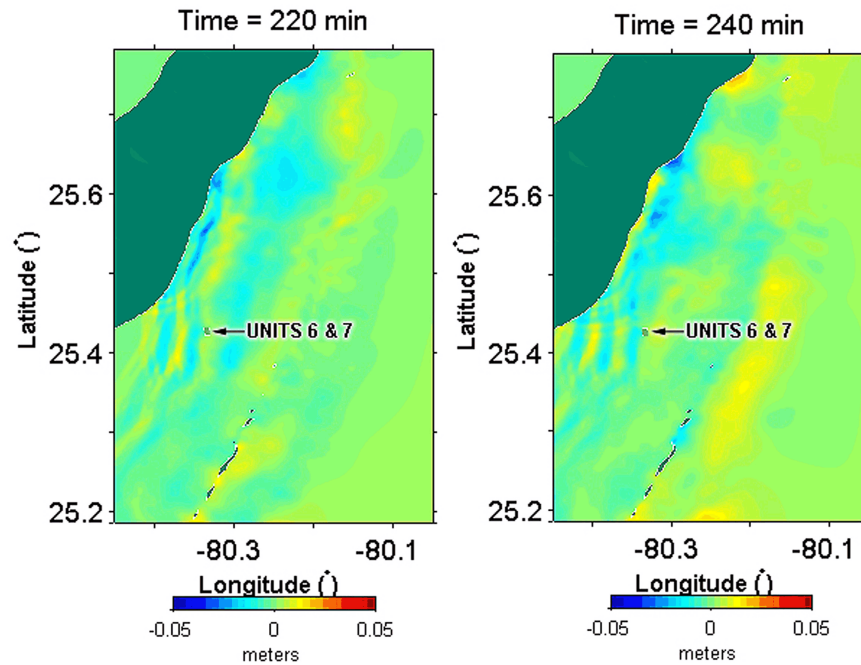 Time = 220 min
Time = 240 min
Latitude (°)
25.6
25.4
25.2
UNITS 6 & 7
-80.3
-80.1
Longitude (°)
-0.05
0
0.05
meters
Latitude (°)
25.6
25.4
25.2
UNITS 6 & 7
-80.3
-80.1
Longitude (°)
-0.05
0
0.05
meters